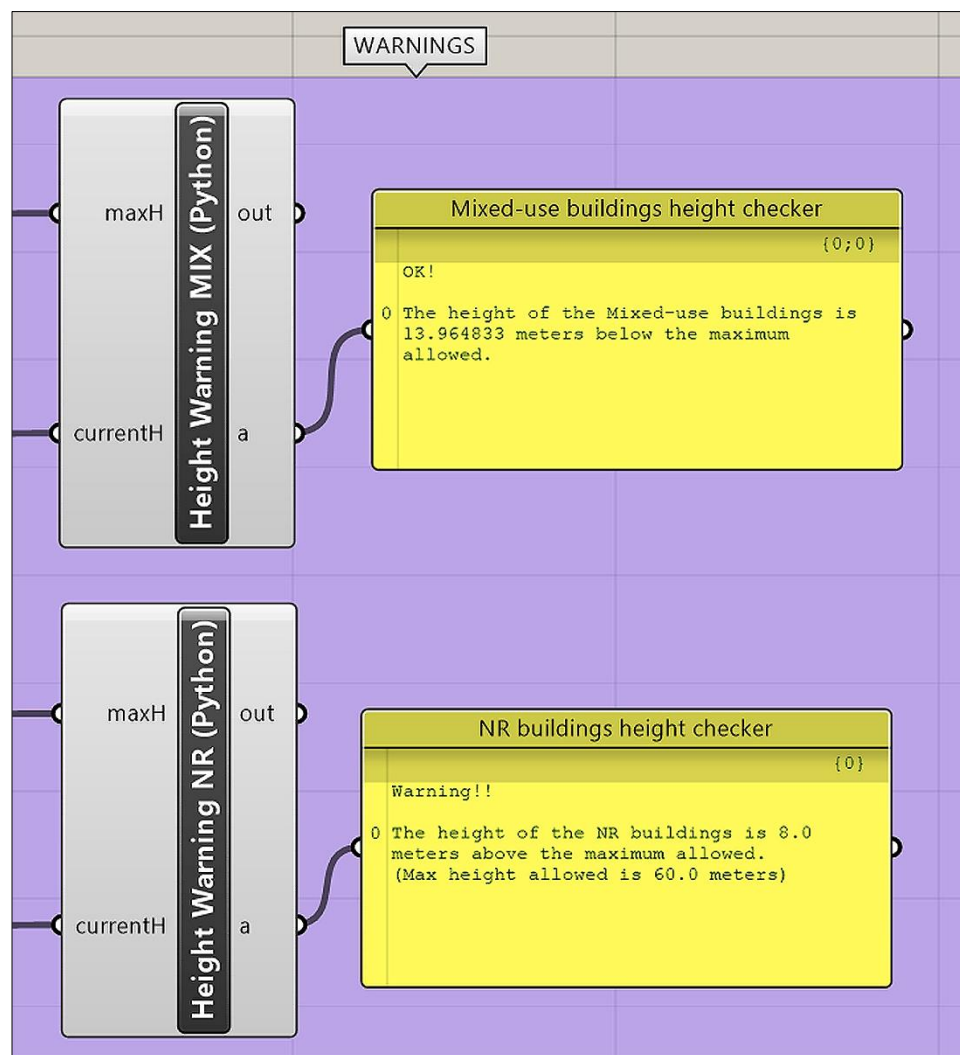 WARNINGS
maxH
currentH
Height Warning MIX (Python)
out
a
Mixed-use buildings height checker
{0;0}
OK!
0 The height of the Mixed-use buildings is
13.964833 meters below the maximum
allowed.
maxH
currentH
Height Warning NR (Python)
out
a
NR buildings height checker
{0}
Warning!!
0 The height of the NR buildings is 8.0
meters above the maximum allowed.
(Max height allowed is 60.0 meters)